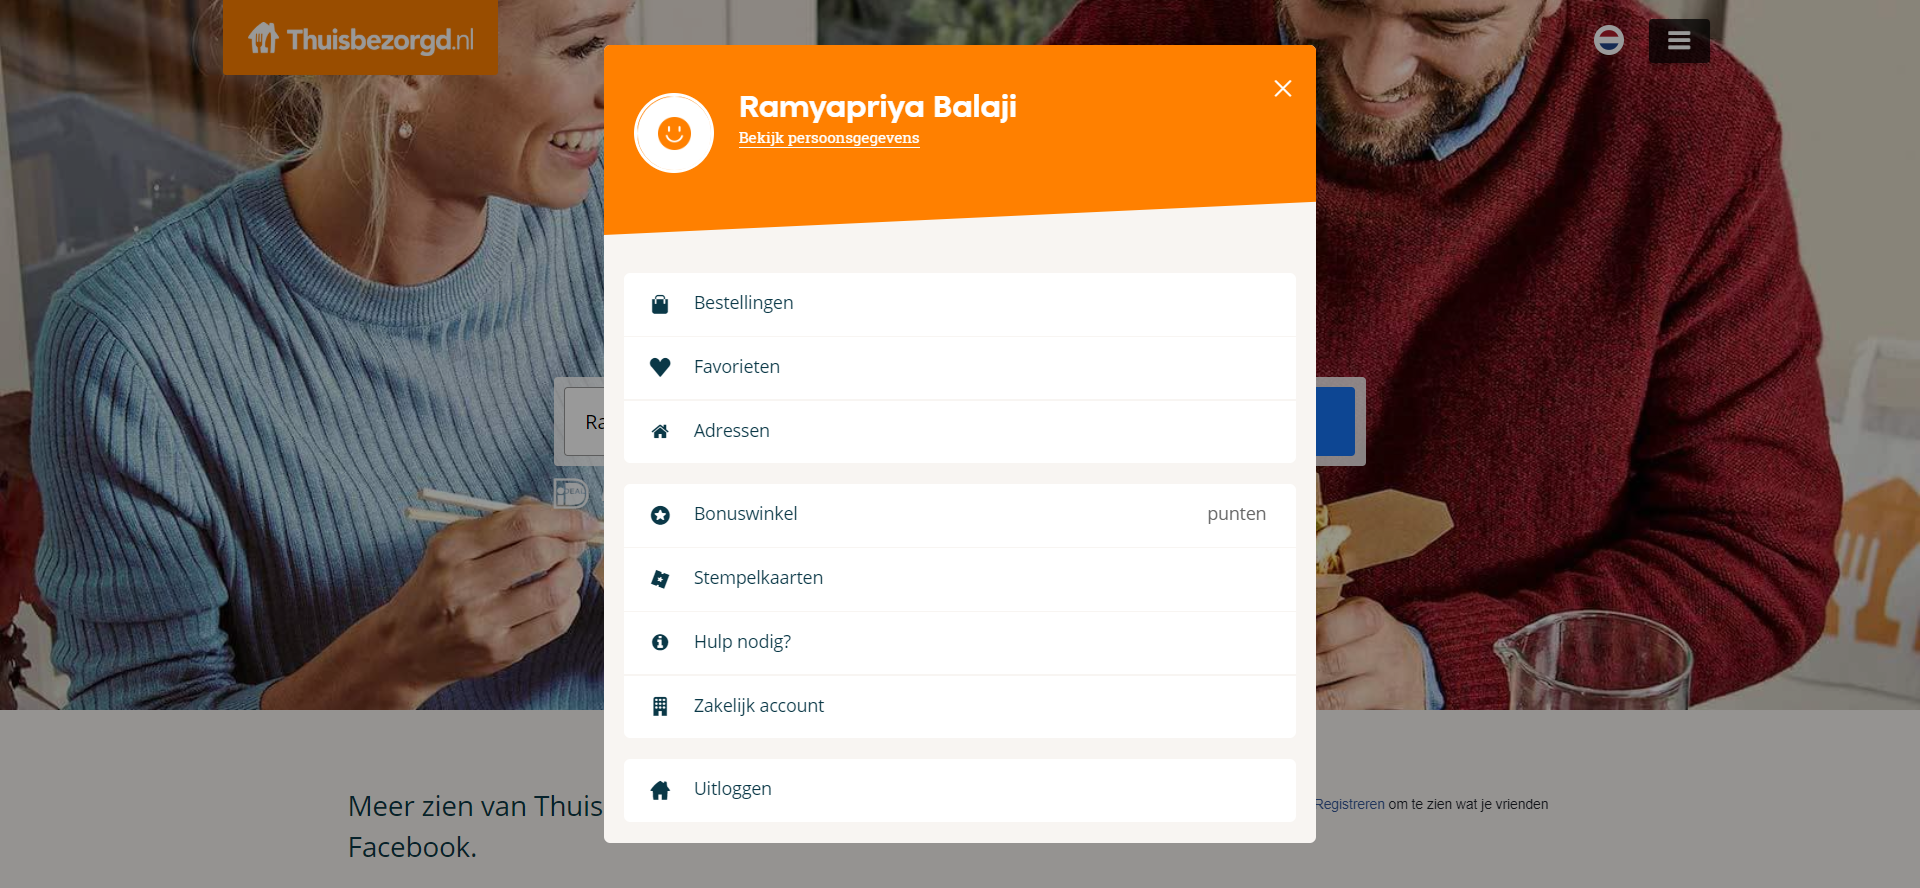 Thuisbezorgd.nl
Ramyapriya Balaji
Bekijk persoonsgegevens
Bestellingen
Favorieten
Adressen
Ra
iDEAL
Bonuswinkel punten
Stempelkaarten
Hulp nodig?
Zakelijk account
Uitloggen
Meer zien van Thuis
Facebook.
Registreren om te zien wat je vrienden